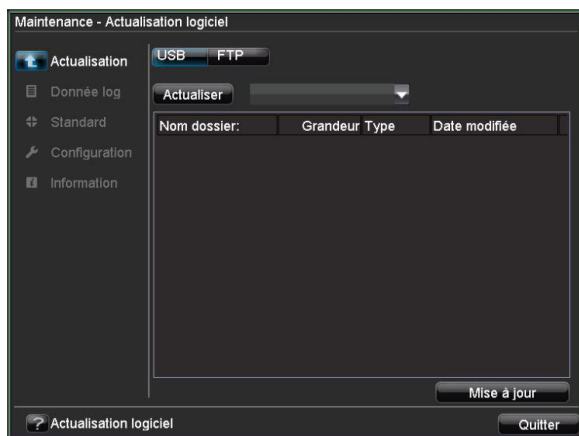 Maintenance - Actualisation logiciel
Actualisation
Donnée log
Standard
Configuration
Information
USB FTP
Actualiser
Nom dossier: Grandeur Type Date modifiée
Mise à jour
? Actualisation logiciel
Quitter